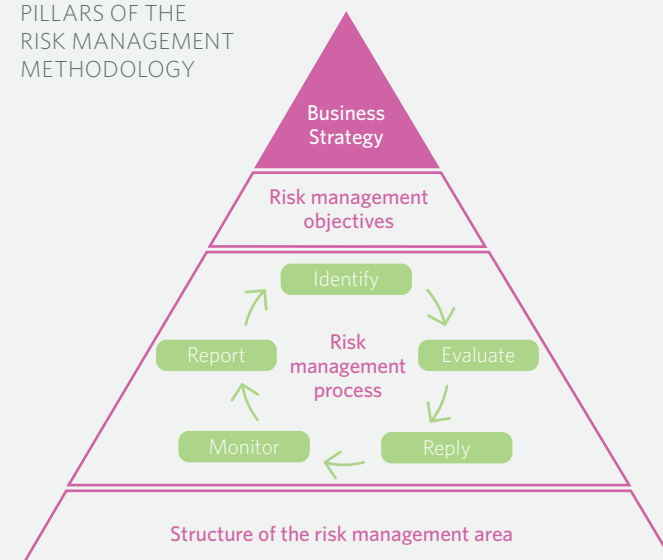 PILLARS OF THE
RISK MANAGEMENT
METHODOLOGY
Business
Strategy
Risk management
objectives
Identify
Evaluate
Reply
Monitor
Report
Risk
management
process
Structure of the risk management area